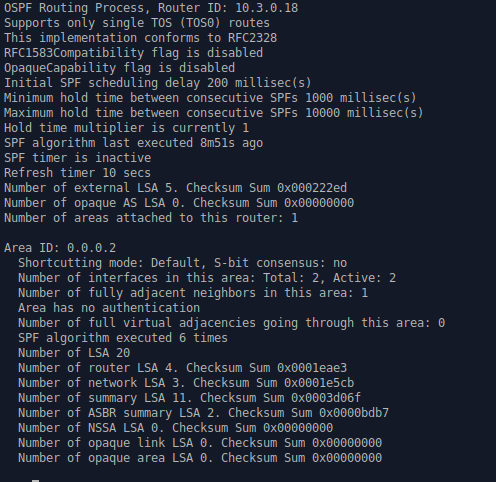 OSPF Routing Process, Router ID: 10.3.0.18
Supports only single TOS (TOS0) routes
This implementation conforms to RFC2328
RFC1583Compatibility flag is disabled
OpaqueCapability flag is disabled
Initial SPF scheduling delay 200 millisec(s)
Minimum hold time between consecutive SPFs 1000 millisec(s)
Maximum hold time between consecutive SPFs 10000 millisec(s)
Hold time multiplier is currently 1
SPF algorithm last executed 8m51s ago
SPF timer is inactive
Refresh timer 10 secs
Number of external LSA 5. Checksum Sum 0x000222ed
Number of opaque AS LSA 0. Checksum Sum 0x00000000
Number of areas attached to this router: 1
Area ID: 0.0.0.2
Shortcutting mode: Default, S-bit consensus: no
Number of interfaces in this area: Total: 2, Active: 2
Number of fully adjacent neighbors in this area: 1
Area has no authentication
Number of full virtual adjacencies going through this area: 0
SPF algorithm executed 6 times
Number of LSA 20
Number of router LSA 4. Checksum Sum 0x0001eae3
Number of network LSA 3. Checksum Sum 0x0001e5cb
Number of summary LSA 11. Checksum Sum 0x0003d06f
Number of ASBR summary LSA 2. Checksum Sum 0x0000bdb7
Number of NSSA LSA 0. Checksum Sum 0x00000000
Number of opaque link LSA 0. Checksum Sum 0x00000000
Number of opaque area LSA 0. Checksum Sum 0x00000000